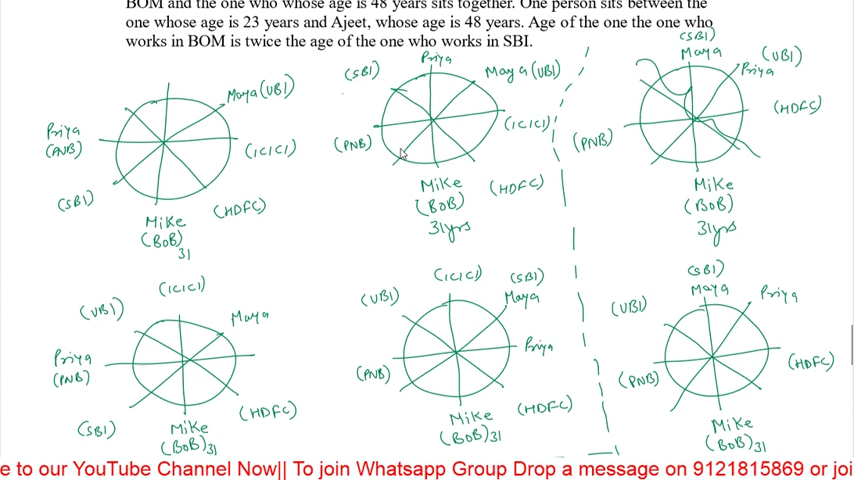 BOM and the one who whose age is 48 years sits together. One person sits between the
one whose age is 23 years and Ajeet, whose age is 48 years. Age of the one the one who
works in BOM is twice the age of the one who works in SBI.
Maya (UBI)
Priya
(PNB)
(ICICI)
(SBI)
(HDFC)
Mike
(BOB)
31
Priya
(SBI)
Maya (UBI)
(ICICI)
(PNB)
(HDFC)
Mike
(BOB)
31yrs
(SBI)
Maya
(UBI)
Priya
(HDFC)
(PNB)
Mike
(BOB)
31yrs
(ICICI)
(UBI)
Maya
Priya
(PNB)
(HDFC)
(SBI)
Mike
(BOB)31
(ICICI)
(SBI)
(UBI)
Maya
Priya
(PNB)
(HDFC)
Mike
(BOB)31
(SBI)
Maya
Priya
(UBI)
(HDFC)
(PNB)
Mike
(BOB)31
e to our YouTube Channel Now|| To join Whatsapp Group Drop a message on 9121815869 or joi